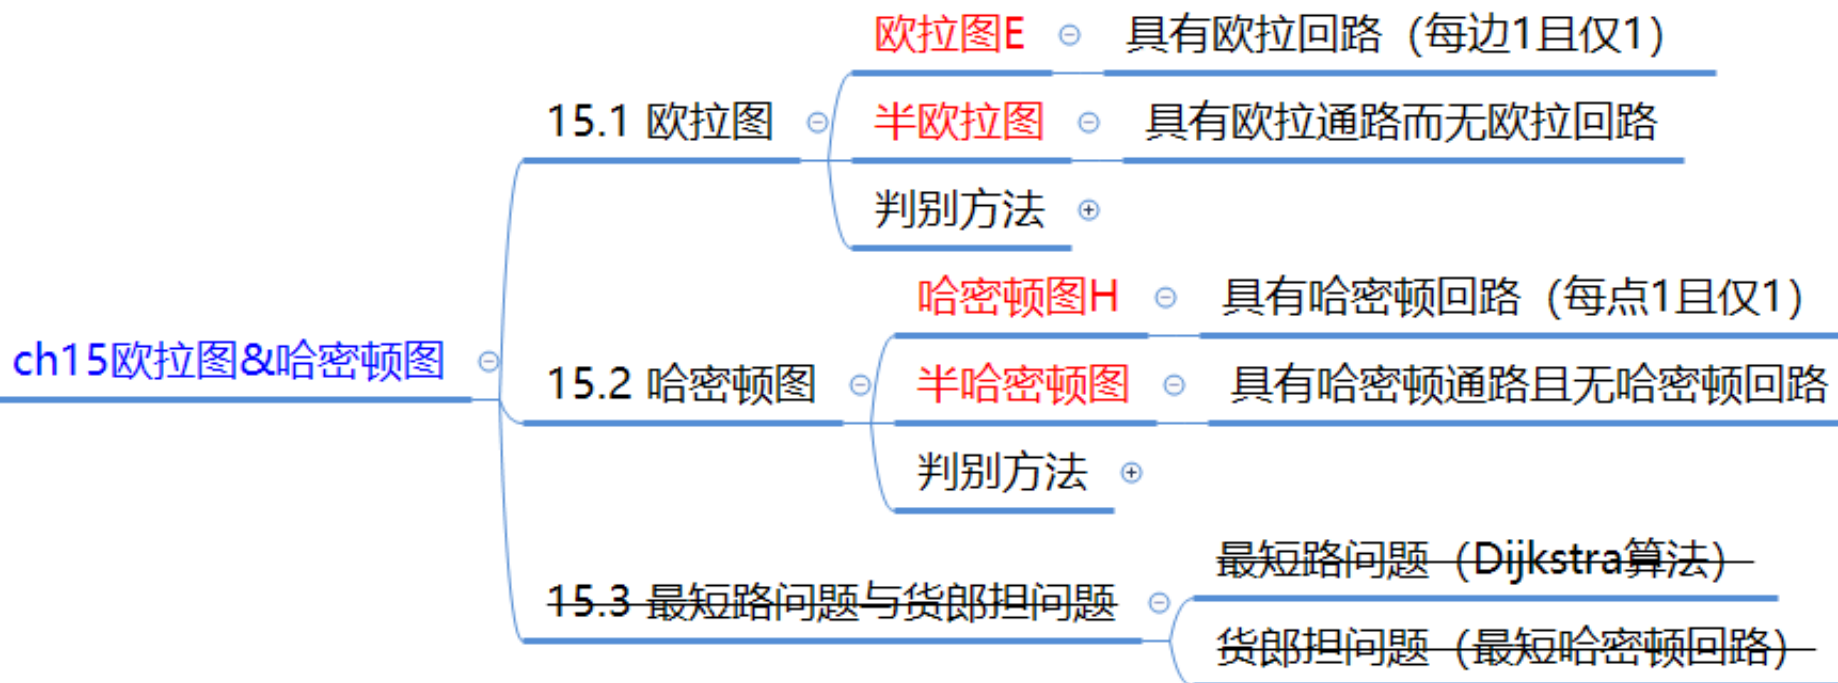 ch15欧拉图&哈密顿图
15.1 欧拉图
欧拉图E
具有欧拉回路（每边1且仅1）
半欧拉图
具有欧拉通路而无欧拉回路
判别方法
15.2 哈密顿图
哈密顿图H
具有哈密顿回路（每点1且仅1）
半哈密顿图
具有哈密顿通路且无哈密顿回路
判别方法
15.3 最短路问题与货郎担问题
最短路问题（Dijkstra算法）
货郎担问题（最短哈密顿回路）